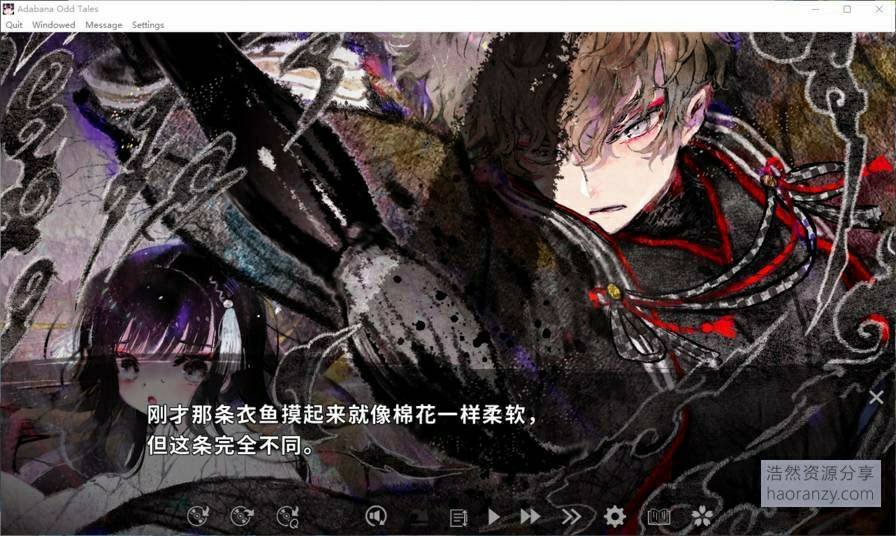 Adabana Odd Tales
Quit Windowed Message Settings
刚才那条衣鱼摸起来就像棉花一样柔软，
但这条完全不同。
浩然资源分享
haoranzy.com